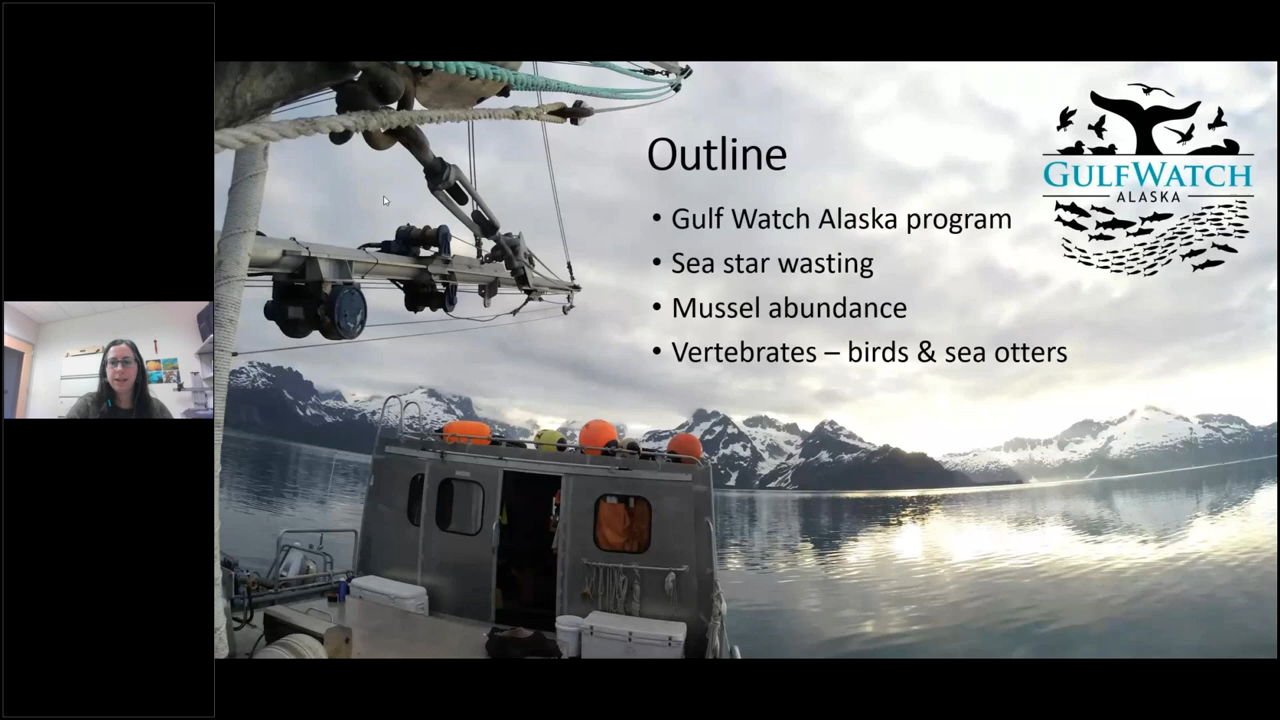 Outline
• Gulf Watch Alaska program
• Sea star wasting
• Mussel abundance
• Vertebrates – birds & sea otters
GULFWATCH
ALASKA